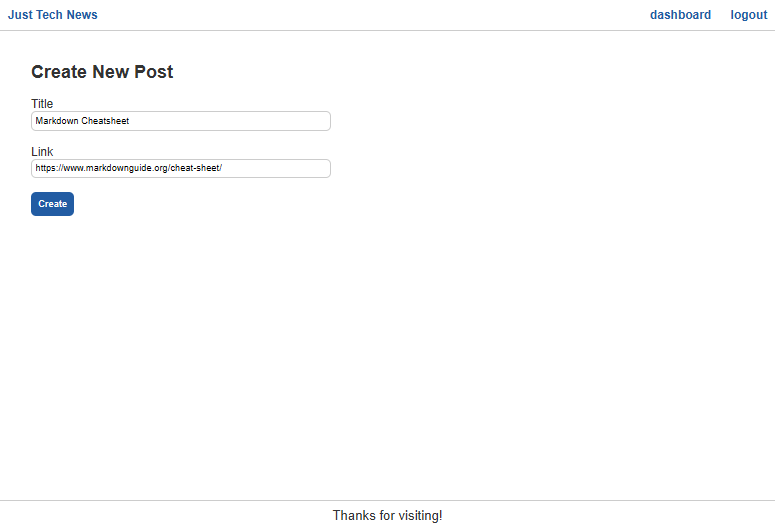 Just Tech News dashboard logout
Create New Post
Title
Markdown Cheatsheet
Link
https://www.markdownguide.org/cheat-sheet/
Create
Thanks for visiting!